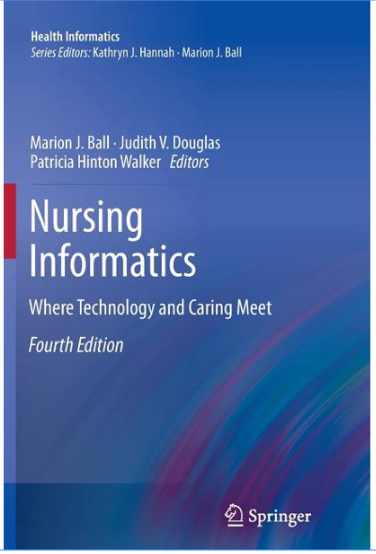 Health Informatics
Series Editors: Kathryn J. Hannah · Marion J. Ball
Marion J. Ball · Judith V. Douglas
Patricia Hinton Walker Editors
Nursing
Informatics
Where Technology and Caring Meet
Fourth Edition
Springer